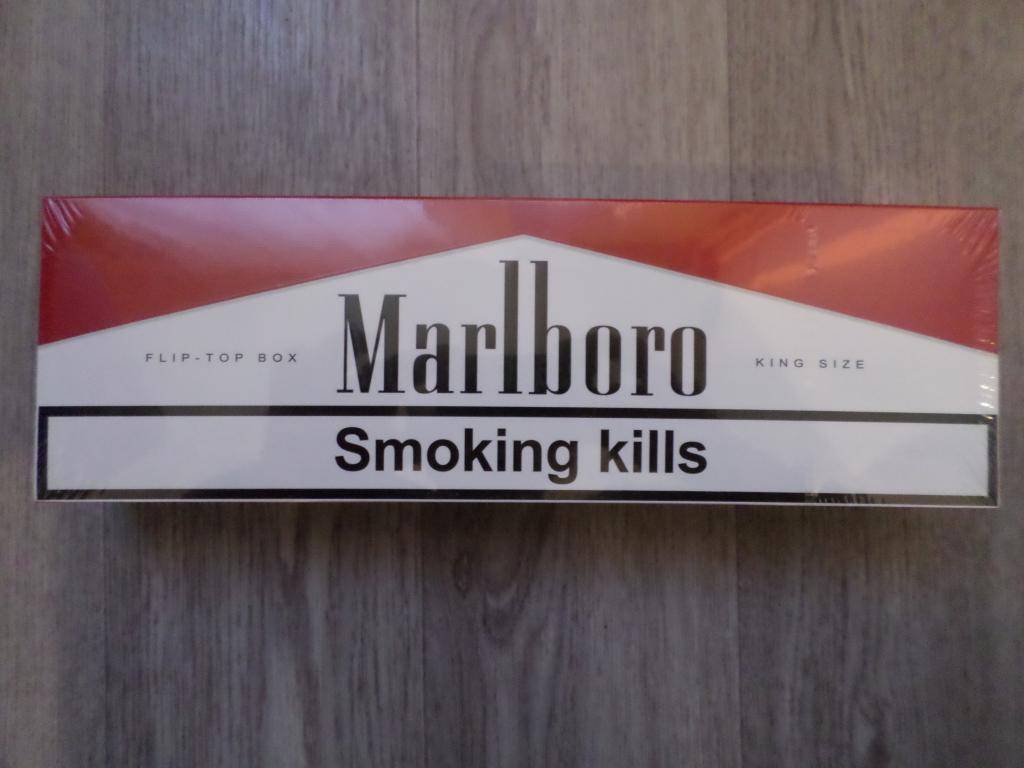 Marlboro
FLIP-TOP BOX
KING SIZE
Smoking kills